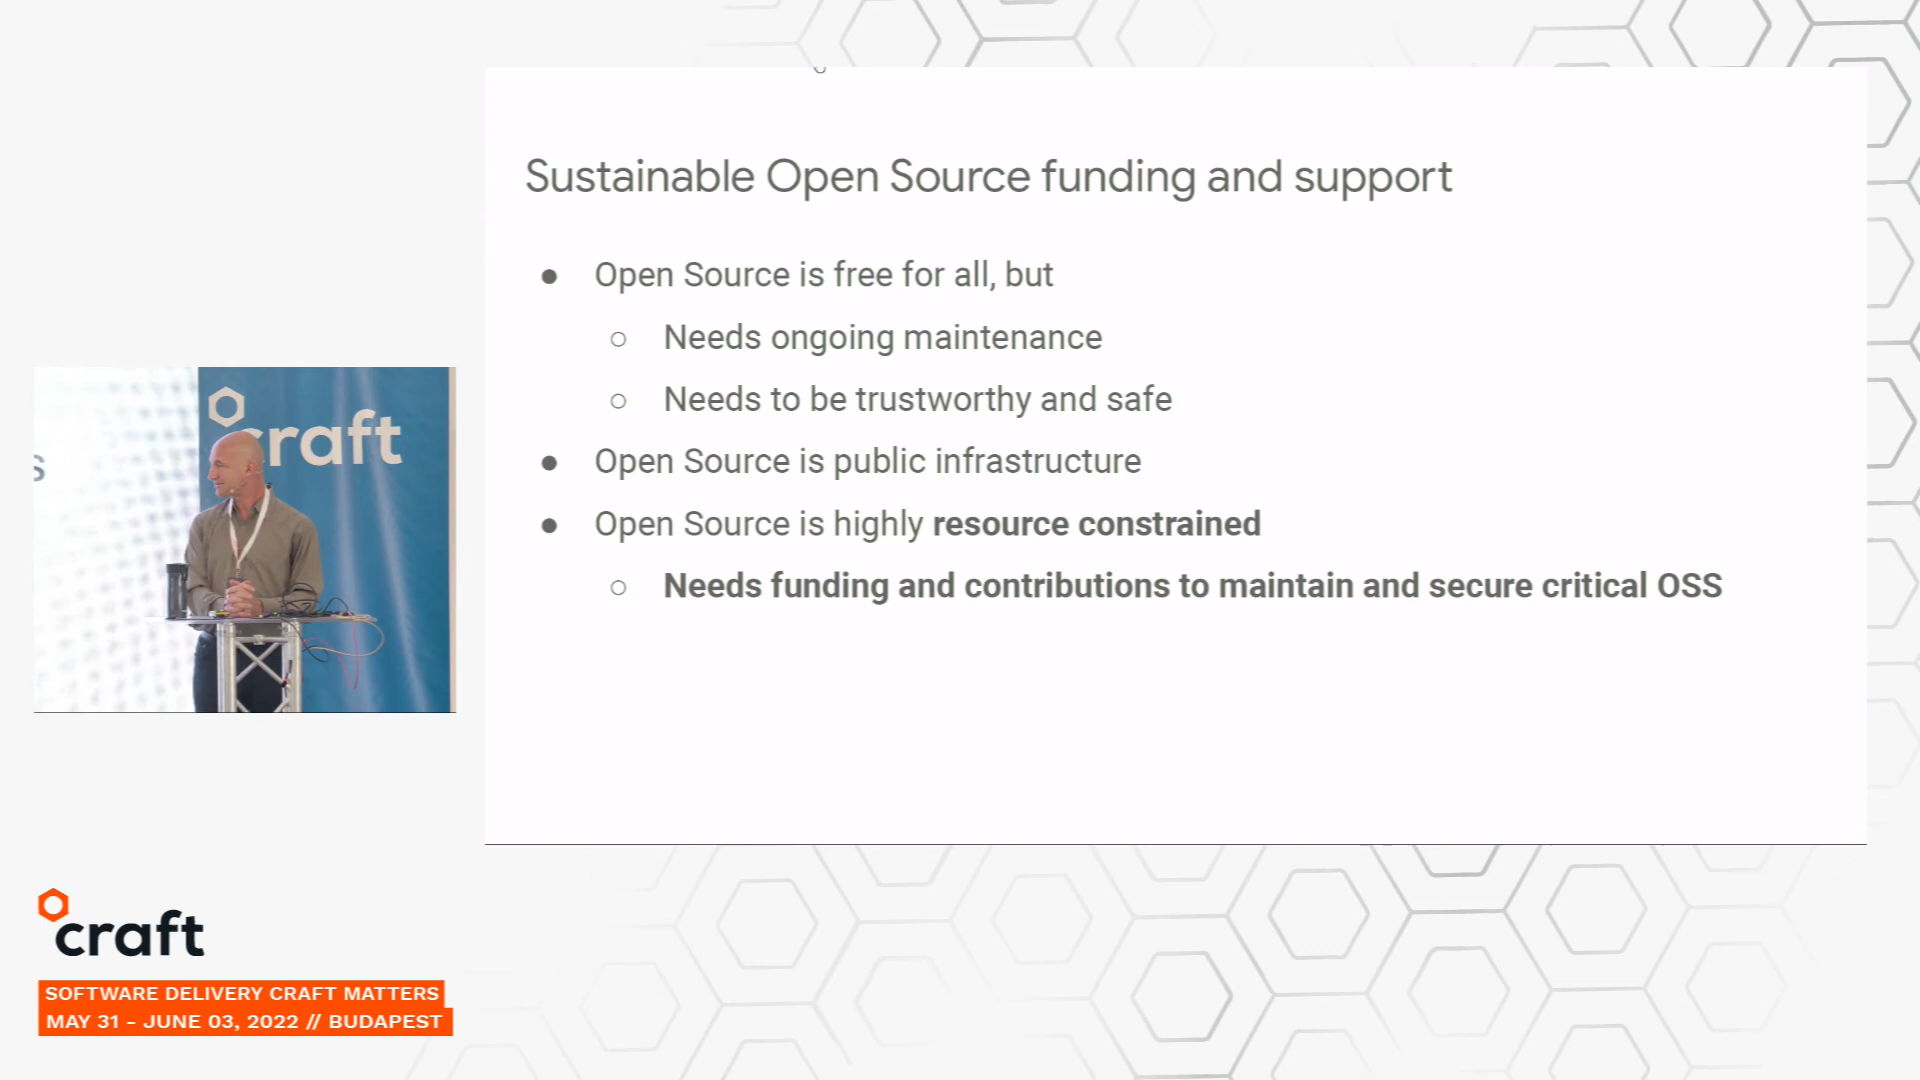 Sustainable Open Source funding and support
● Open Source is free for all, but
○ Needs ongoing maintenance
○ Needs to be trustworthy and safe
● Open Source is public infrastructure
● Open Source is highly resource constrained
○ Needs funding and contributions to maintain and secure critical OSS
craft
s
craft
SOFTWARE DELIVERY CRAFT MATTERS
MAY 31 - JUNE 03, 2022 // BUDAPEST